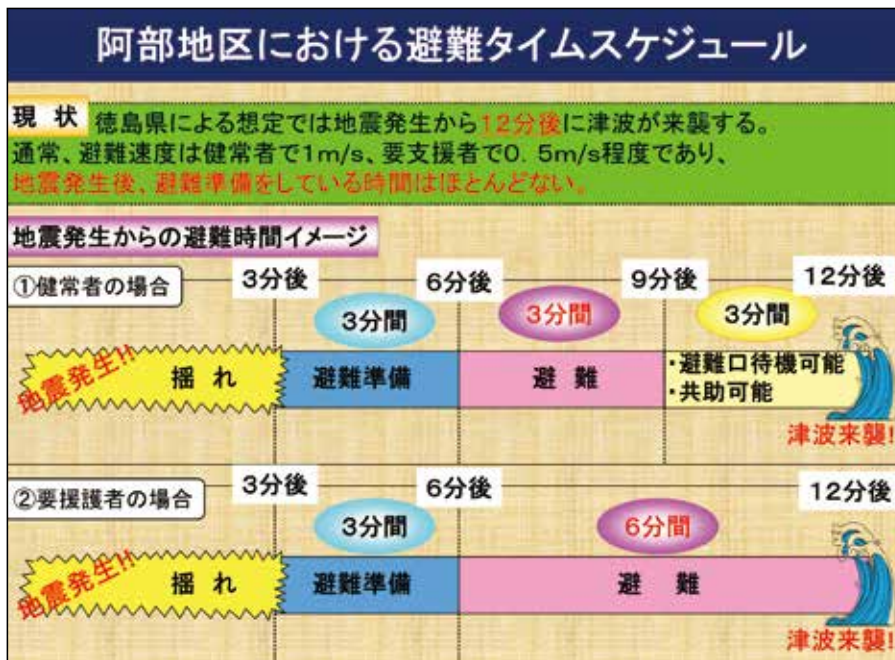 阿部地区における避難タイムスケジュール
現 状 徳島県による想定では地震発生から12分後に津波が来襲する。
通常、避難速度は健常者で1m/s、要支援者で0.5m/s程度であり、
地震発生後、避難準備をしている時間はほとんどない。
地震発生からの避難時間イメージ
①健常者の場合
3分後 6分後 9分後 12分後
3分間 3分間 3分間
地震発生!! 揺 れ 避難準備 避 難
・避難口待機可能
・共助可能
津波来襲!
②要援護者の場合
3分後 6分後 12分後
3分間 6分間
地震発生!! 揺 れ 避難準備 避 難
津波来襲!